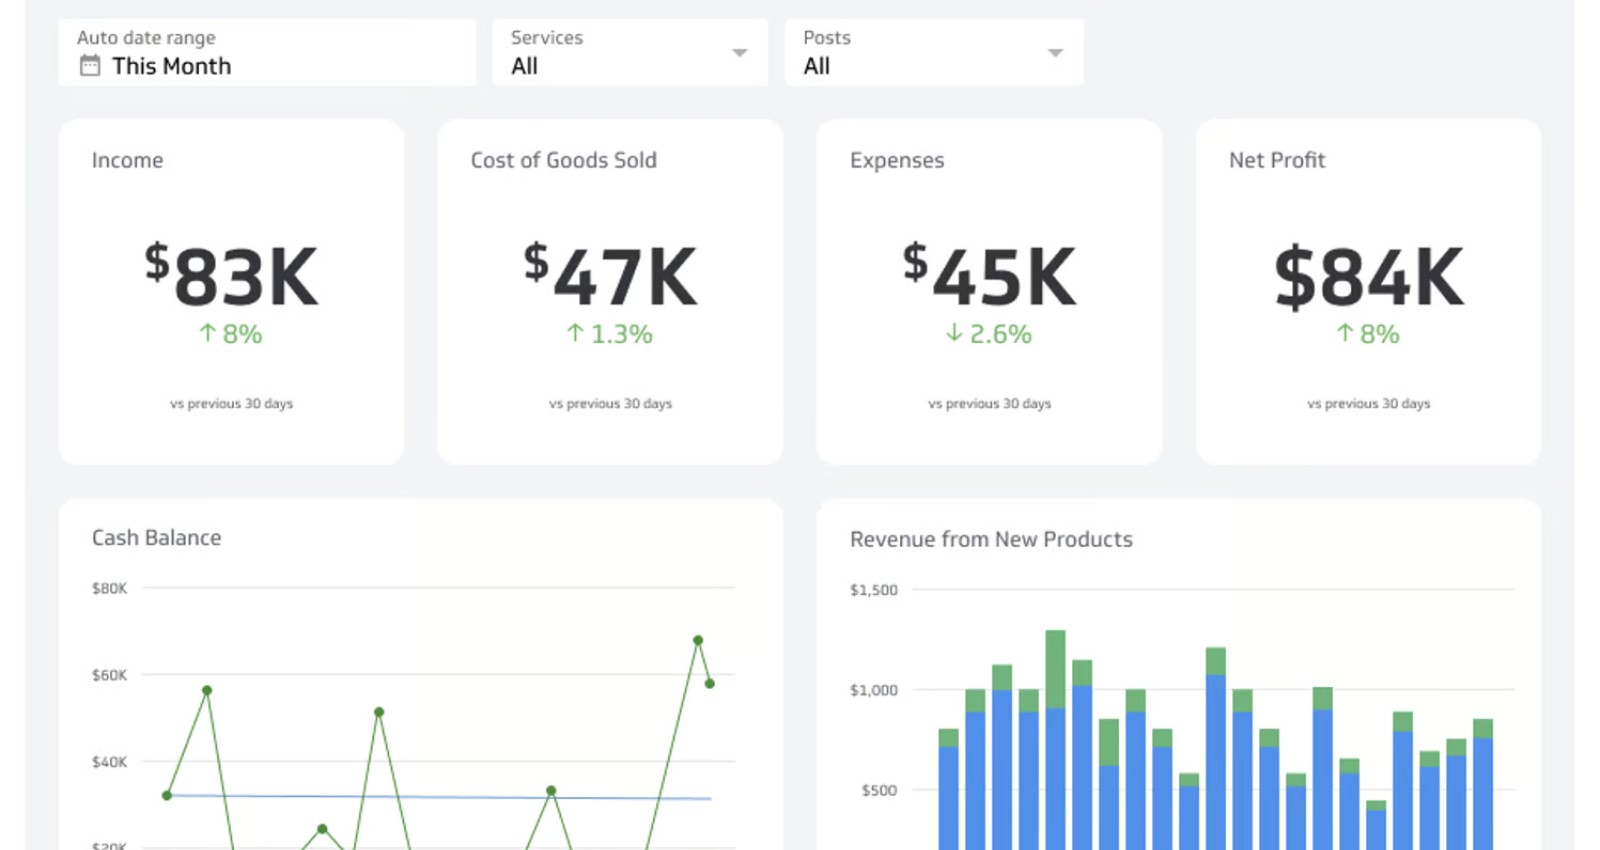 Auto date range
This Month
Services
All
Posts
All
Income
$83K
↑ 8%
vs previous 30 days
Cost of Goods Sold
$47K
↑ 1.3%
vs previous 30 days
Expenses
$45K
↓ 2.6%
vs previous 30 days
Net Profit
$84K
↑ 8%
vs previous 30 days
Cash Balance
$80K
$60K
$40K
$20K
Revenue from New Products
$1,500
$1,000
$500